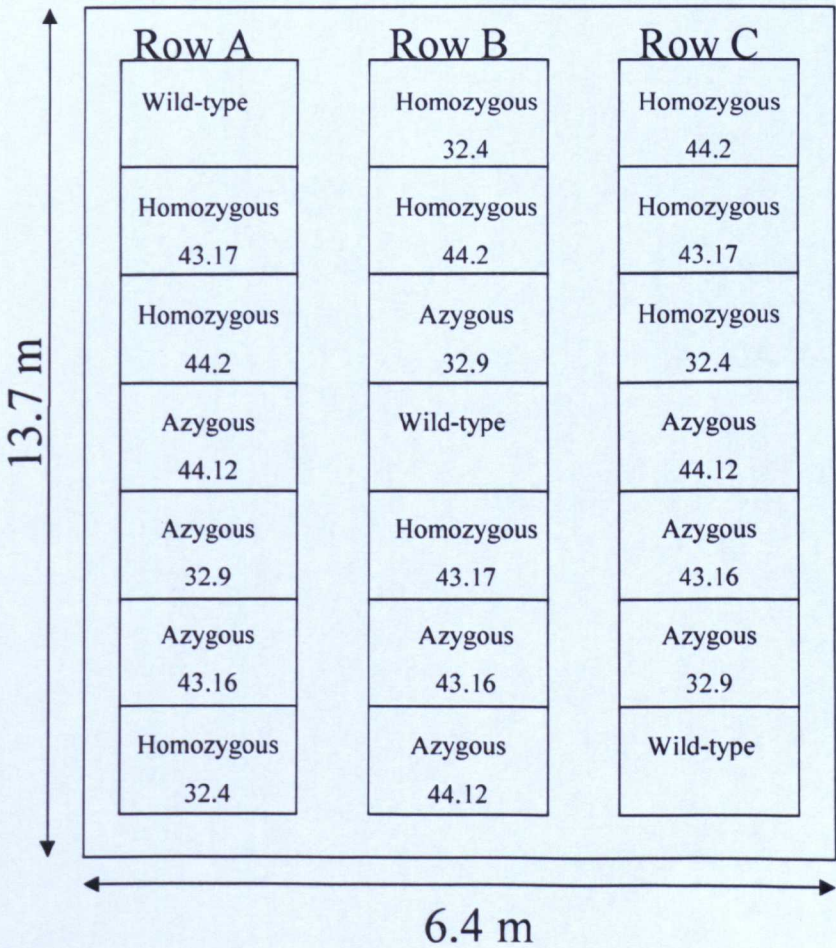 Row A
Wild-type
Homozygous
43.17
Homozygous
44.2
Azygous
44.12
Azygous
32.9
Azygous
43.16
Homozygous
32.4
Row B
Homozygous
32.4
Homozygous
44.2
Azygous
32.9
Wild-type
Homozygous
43.17
Azygous
43.16
Azygous
44.12
Row C
Homozygous
44.2
Homozygous
43.17
Homozygous
32.4
Azygous
44.12
Azygous
43.16
Azygous
32.9
Wild-type
13.7 m
6.4 m